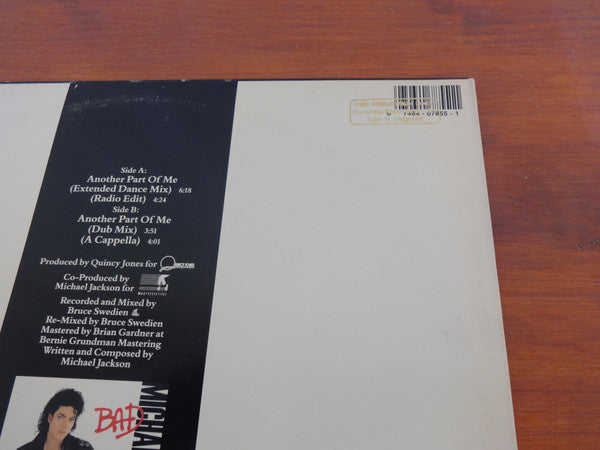 Side A:
Another Part Of Me
(Extended Dance Mix) 6:18
(Radio Edit) 4:24
Side B:
Another Part Of Me
(Dub Mix) 3:51
(A Cappella) 4:01
Produced by Quincy Jones for
Co-Produced by
Michael Jackson for
Recorded and Mixed by
Bruce Swedien
Re-Mixed by Bruce Swedien
Mastered by Brian Gardner at
Bernie Grundman Mastering
Written and Composed by
Michael Jackson
BAD
MICHA
Sale is Unlawful
07855 - 1